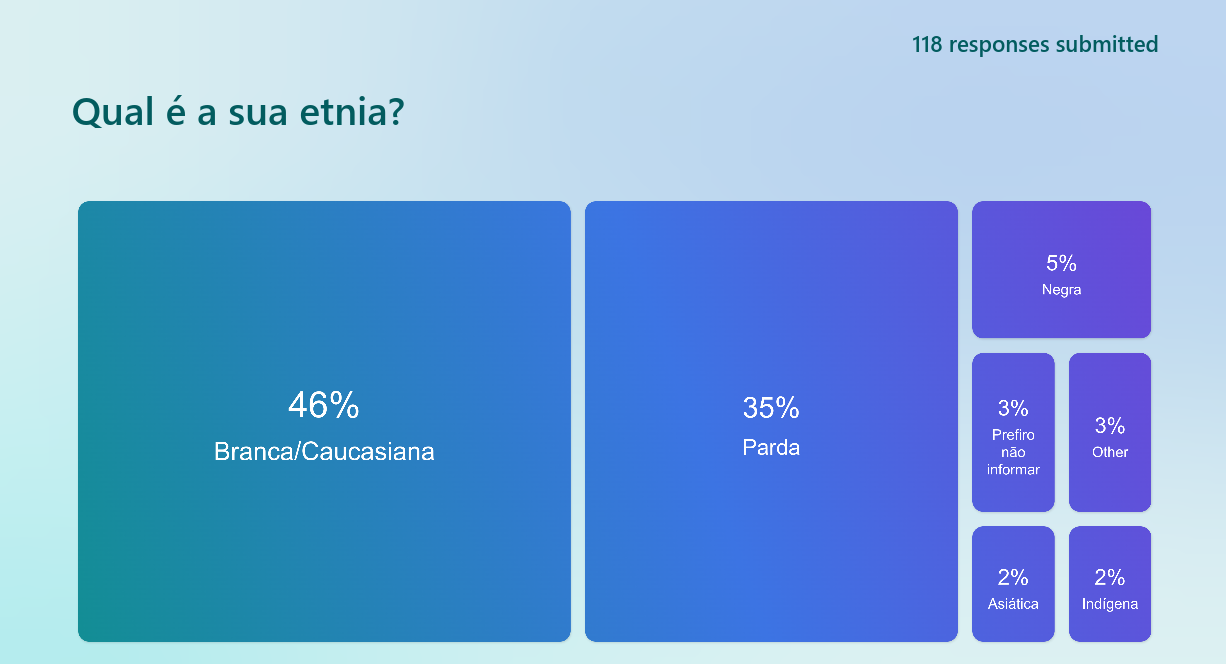 118 responses submitted
Qual é a sua etnia?
46%
Branca/Caucasiana
35%
Parda
5%
Negra
3%
Prefiro
não
informar
3%
Other
2%
Asiática
2%
Indígena